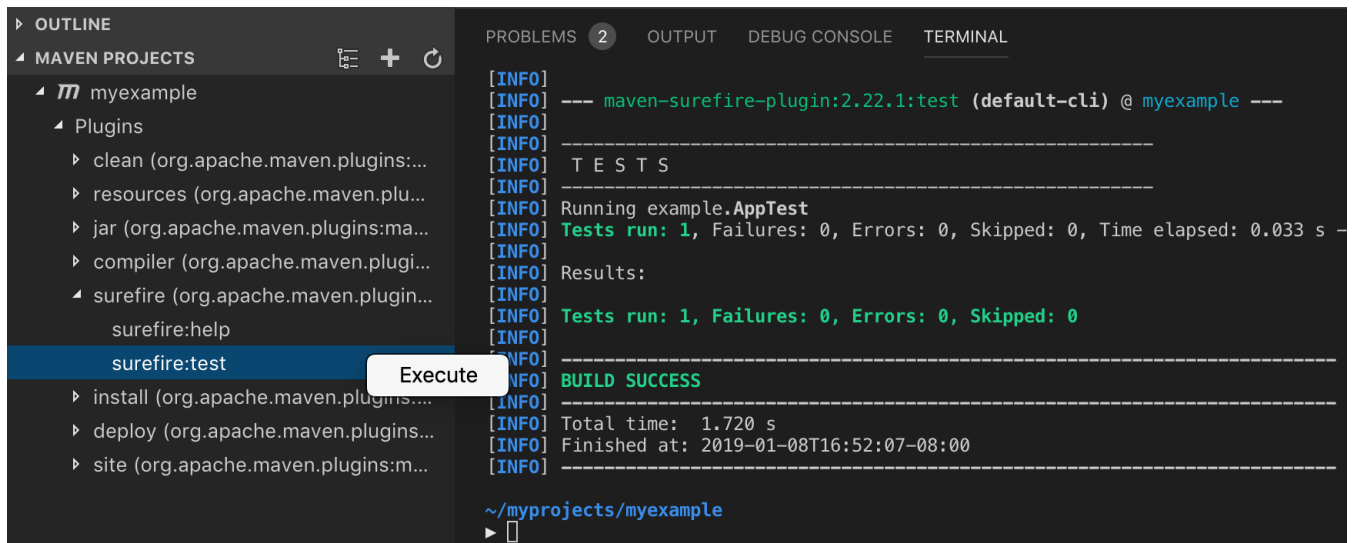 OUTLINE
MAVEN PROJECTS
myexample
Plugins
clean (org.apache.maven.plugins:...
resources (org.apache.maven.plu...
jar (org.apache.maven.plugins:ma...
compiler (org.apache.maven.plugi...
surefire (org.apache.maven.plugin...
surefire:help
surefire:test
Execute
install (org.apache.maven.plugins:...
deploy (org.apache.maven.plugins...
site (org.apache.maven.plugins:m...
PROBLEMS 2 OUTPUT DEBUG CONSOLE TERMINAL
[INFO]
[INFO] --- maven-surefire-plugin:2.22.1:test (default-cli) @ myexample ---
[INFO]
[INFO] -------------------------------------------------------
[INFO] T E S T S
[INFO] -------------------------------------------------------
[INFO] Running example.AppTest
[INFO] Tests run: 1, Failures: 0, Errors: 0, Skipped: 0, Time elapsed: 0.033 s -
[INFO]
[INFO] Results:
[INFO]
[INFO] Tests run: 1, Failures: 0, Errors: 0, Skipped: 0
[INFO]
NFO] ------------------------------------------------------------------------
NFO] BUILD SUCCESS
[INFO] ------------------------------------------------------------------------
[INFO] Total time: 1.720 s
[INFO] Finished at: 2019-01-08T16:52:07-08:00
[INFO] ------------------------------------------------------------------------
~/myprojects/myexample